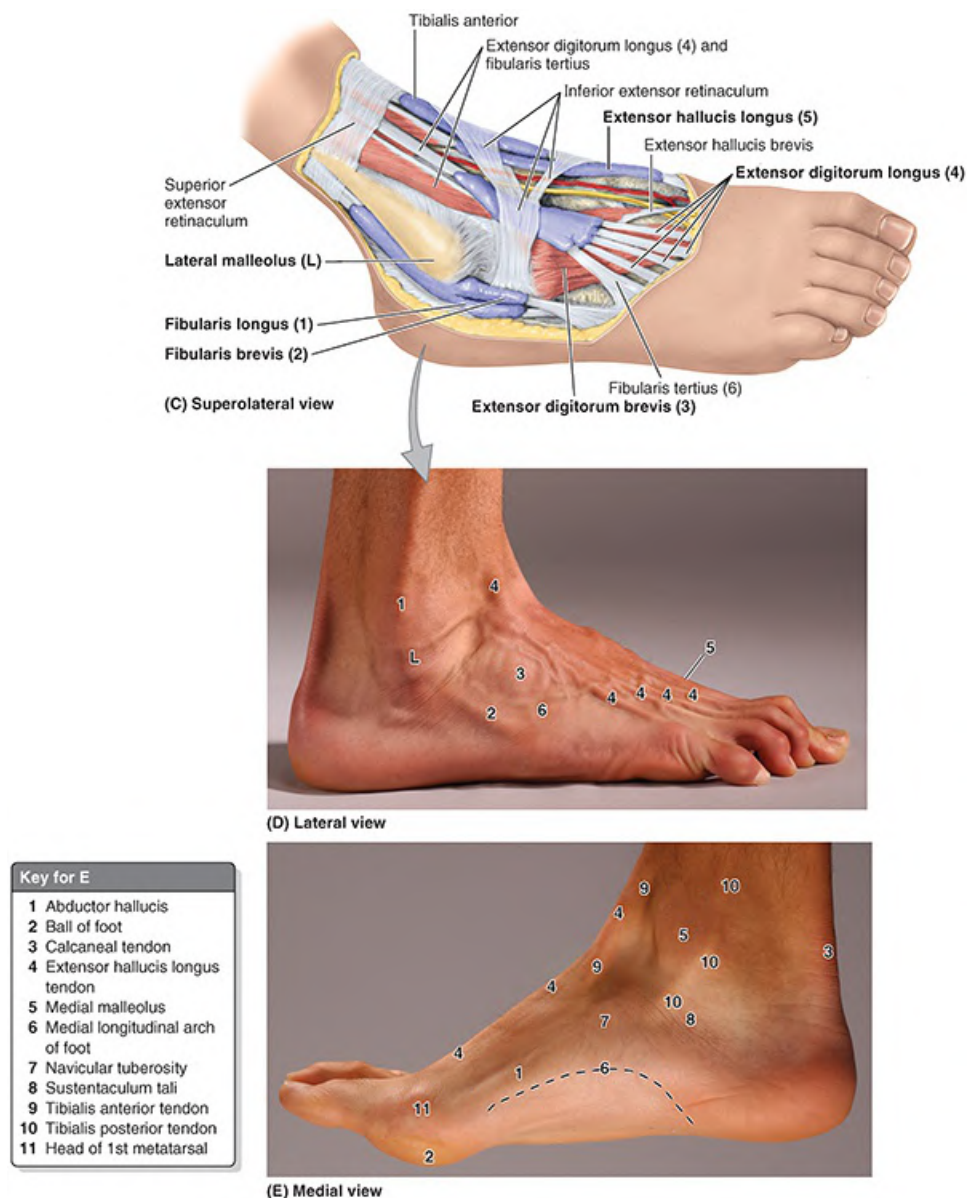 Tibialis anterior
Extensor digitorum longus (4) and
fibularis tertius
Inferior extensor retinaculum
Extensor hallucis longus (5)
Extensor hallucis brevis
Extensor digitorum longus (4)
Superior
extensor
retinaculum
Lateral malleolus (L)
Fibularis longus (1)
Fibularis brevis (2)
Fibularis tertius (6)
(C) Superolateral view
Extensor digitorum brevis (3)
4
1
5
L
3
4 4 4 4
2 6
(D) Lateral view
Key for E
1 Abductor hallucis
2 Ball of foot
3 Calcaneal tendon
4 Extensor hallucis longus
tendon
5 Medial malleolus
6 Medial longitudinal arch
of foot
7 Navicular tuberosity
8 Sustentaculum tali
9 Tibialis anterior tendon
10 Tibialis posterior tendon
11 Head of 1st metatarsal
9 10
4
5
3
9 10
4
10
7 8
4
1 6
11
2
(E) Medial view